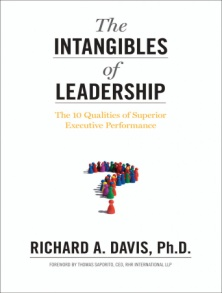 The
INTANGIBLES
of
LEADERSHIP
The 10 Qualities of Superior
Executive Performance
RICHARD A. DAVIS, Ph.D.
FOREWORD BY THOMAS SAPORITO, CEO, RHR INTERNATIONAL LLP